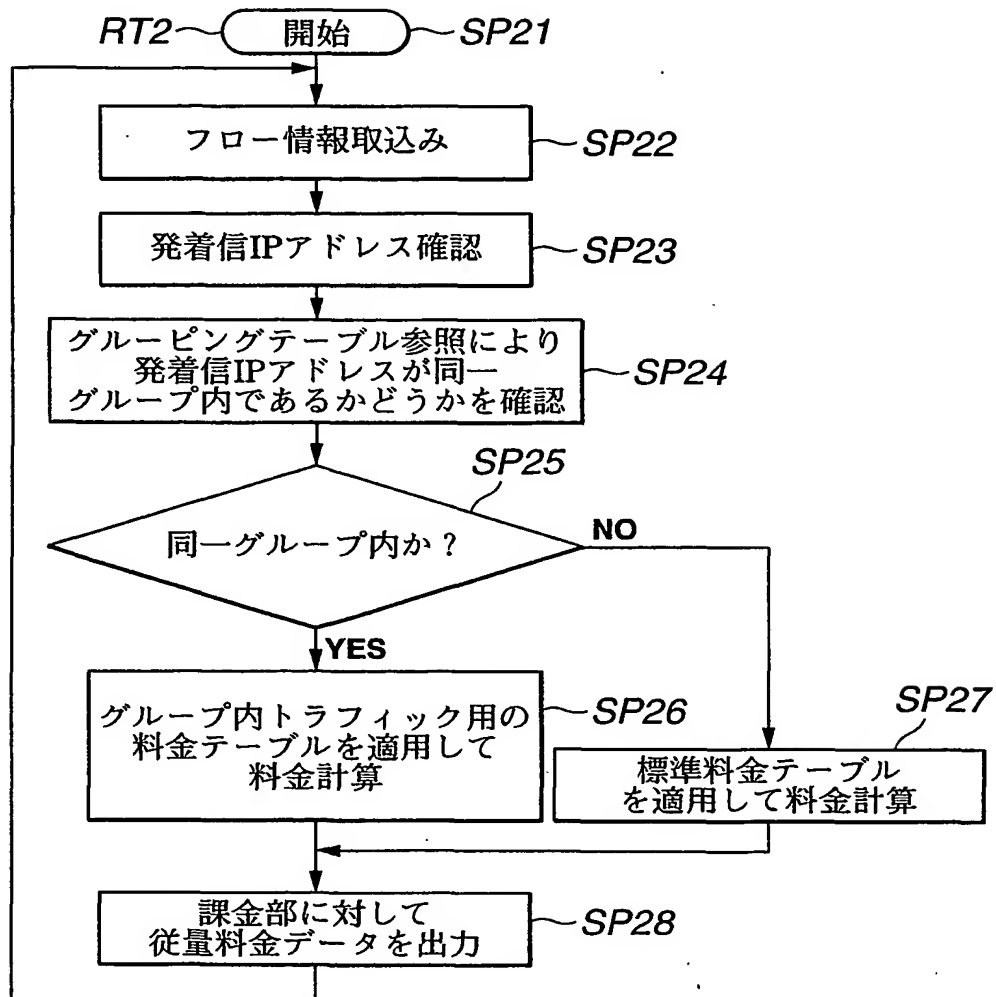 RT2 開始 SP21
フロー情報取込み SP22
発着信IPアドレス確認 SP23
グルーピングテーブル参照により
発着信IPアドレスが同一
グループ内であるかどうかを確認
SP24
SP25
同一グループ内か？
NO
YES
グループ内トラフィック用の
料金テーブルを適用して
料金計算
SP26
SP27
標準料金テーブル
を適用して料金計算
課金部に対して
従量料金データを出力
SP28